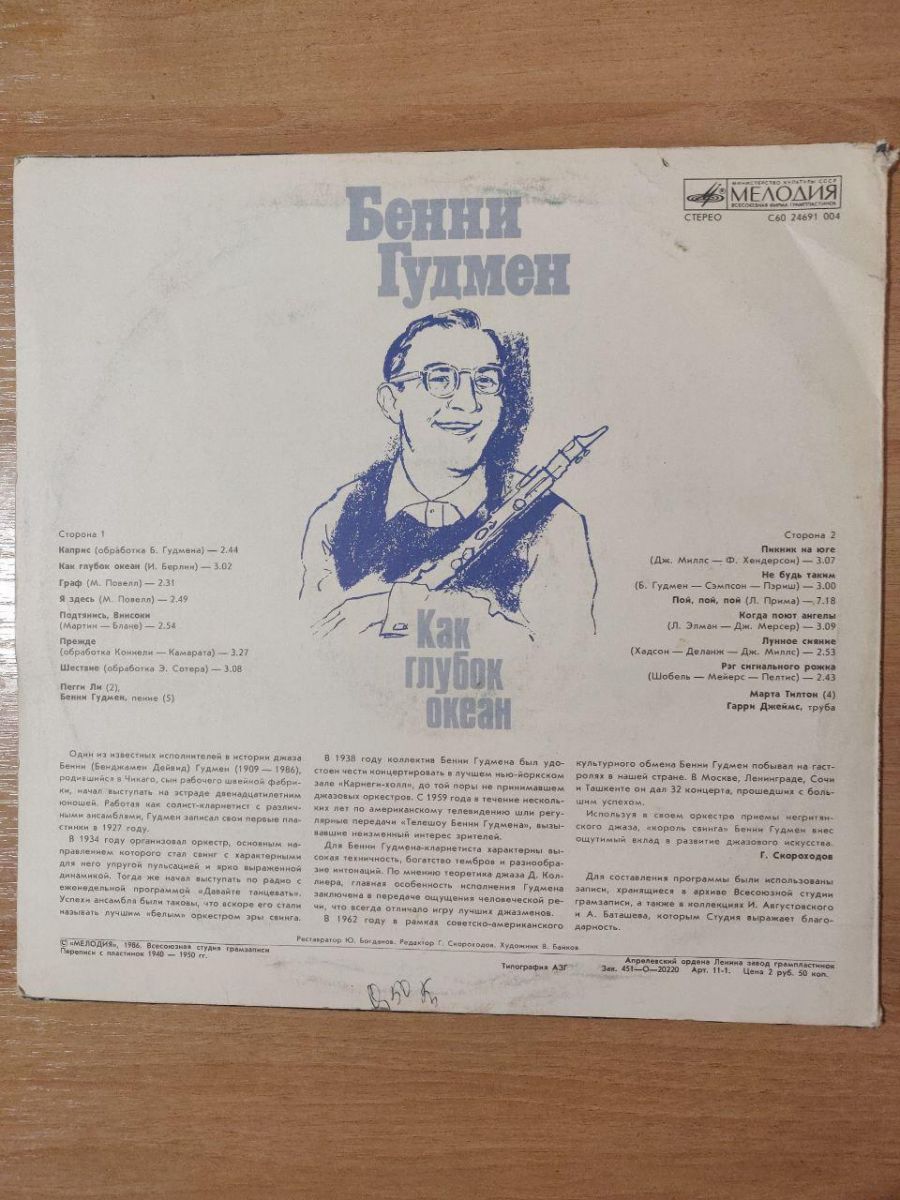 Бенни
Гудмен
МИНИСТЕРСТВО КУЛЬТУРЫ СССР
МЕЛОДИЯ
ВСЕСОЮЗНАЯ ФИРМА ГРАМПЛАСТИНОК
СТЕРЕО
С60 24691 004
Сторона 1
Каприс (обработка Б. Гудмена) — 2.44
Как глубок океан (И. Берлин) — 3.02
Граф (М. Повелл) — 2.31
Я здесь (М. Повелл) — 2.49
Подтянись, Винсоки
(Мартин — Блане) — 2.54
Прежде
(обработка Коннели — Камарата) — 3.27
Шествие (обработка Э. Сотера) — 3.08
Пегги Ли (2),
Бенни Гудмен, пение (5)
Как
глубок
океан
Сторона 2
Пикник на юге
(Дж. Миллс — Ф. Хендерсон) — 3.07
Не будь таким
(Б. Гудмен — Сэмпсон — Пэриш) — 3.00
Пой, пой, пой (Л. Прима) — 7.18
Когда поют ангелы
(Л. Элман — Дж. Мерсер) — 3.09
Лунное сияние
(Хадсон — Деланж — Дж. Миллс) — 2.53
Рэг сигнального рожка
(Шобель — Мейерс — Пелтис) — 2.43
Марта Тилтон (4)
Гарри Джеймс, труба
Один из известных исполнителей в истории джаза
Бенни (Бенджамен Дейвид) Гудмен (1909 — 1986),
родившийся в Чикаго, сын рабочего швейной фабри-
ки, начал выступать на эстраде двенадцатилетним
юношей. Работая как солист-кларнетист с различ-
ными ансамблями, Гудмен записал свои первые пла-
стинки в 1927 году.
В 1934 году организовал оркестр, основным на-
правлением которого стал свинг с характерными
для него упругой пульсацией и ярко выраженной
динамикой. Тогда же начал выступать по радио с
еженедельной программой «Давайте танцевать».
Успехи ансамбля были таковы, что вскоре его стали
называть лучшим «белым» оркестром эры свинга.
В 1938 году коллектив Бенни Гудмена был удо-
стоен чести концертировать в лучшем нью-йоркском
зале «Карнеги-холл», до той поры не принимавшем
джазовых оркестров. С 1959 года в течение несколь-
ких лет по американскому телевидению шли регу-
лярные передачи «Телешоу Бенни Гудмена», вызы-
вавшие неизменный интерес зрителей.
Для Бенни Гудмена-кларнетиста характерны вы-
сокая техничность, богатство тембров и разнообра-
зие интонаций. По мнению теоретика джаза Д. Кол-
лиера, главная особенность исполнения Гудмена
заключена в передаче ощущения человеческой ре-
чи, что всегда отличало игру лучших джазменов.
В 1962 году в рамках советско-американского
культурного обмена Бенни Гудмен побывал на гаст-
ролях в нашей стране. В Москве, Ленинграде, Сочи
и Ташкенте он дал 32 концерта, прошедших с боль-
шим успехом.
Используя в своем оркестре приемы негритян-
ского джаза, «король свинга» Бенни Гудмен внес
ощутимый вклад в развитие джазового искусства.
Г. Скороходов
Для составления программы были использованы
записи, хранящиеся в архиве Всесоюзной студии
грамзаписи, а также в коллекциях И. Августовского
и А. Баташева, которым Студия выражает благо-
дарность.
Реставратор Ю. Богданов. Редактор Г. Скороходов. Художник В. Байков
© «МЕЛОДИЯ», 1986. Всесоюзная студия грамзаписи
Переписи с пластинок 1940 — 1950 гг.
Типография АЗГ
Апрелевский ордена Ленина завод грампластинок
Зак. 451—О—20220 Арт. 11-1. Цена 2 руб. 50 коп.